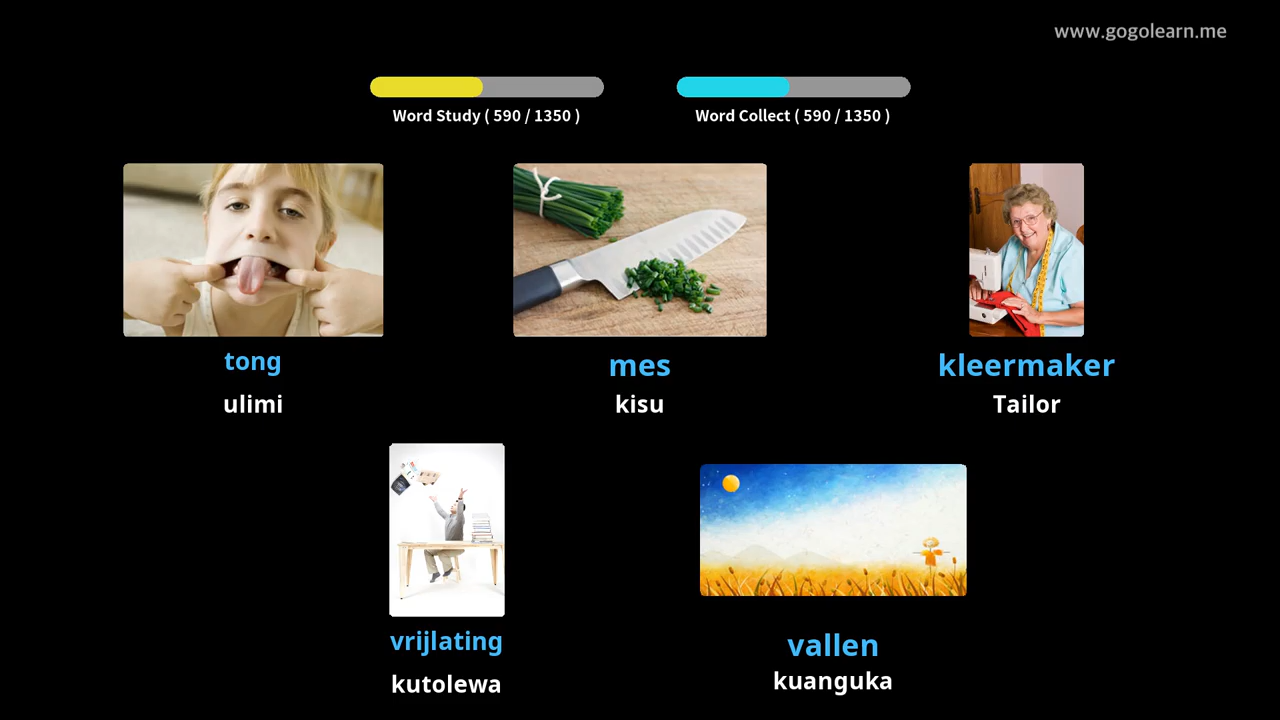 www.gogolearn.me
Word Study ( 590 / 1350 )
Word Collect ( 590 / 1350 )
tong
ulimi
mes
kisu
kleermaker
Tailor
vrijlating
kutolewa
vallen
kuanguka